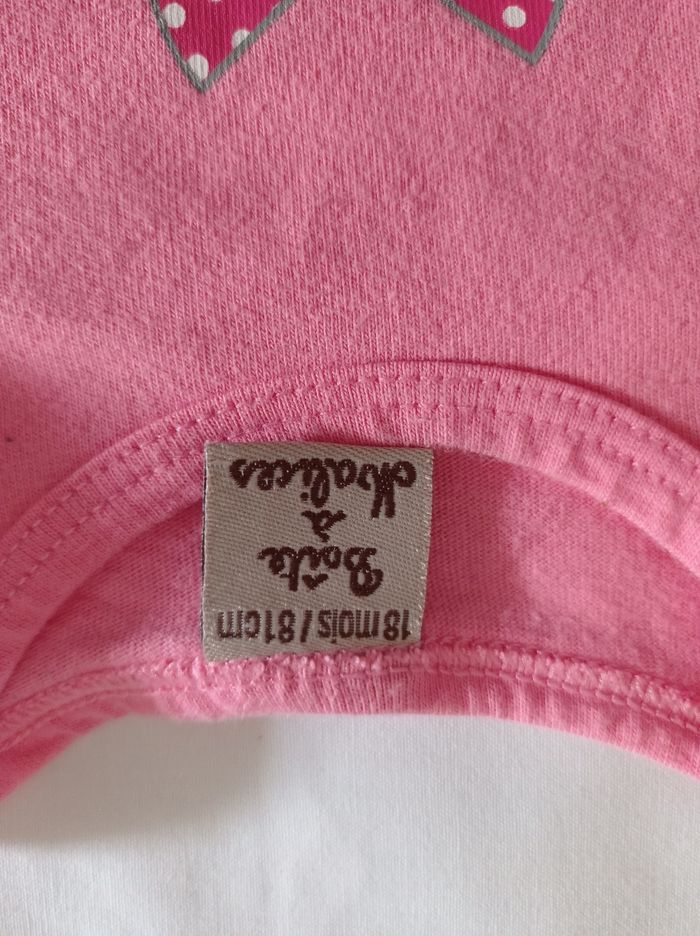 18 mois / 81 cm
Boîte
à
Malices